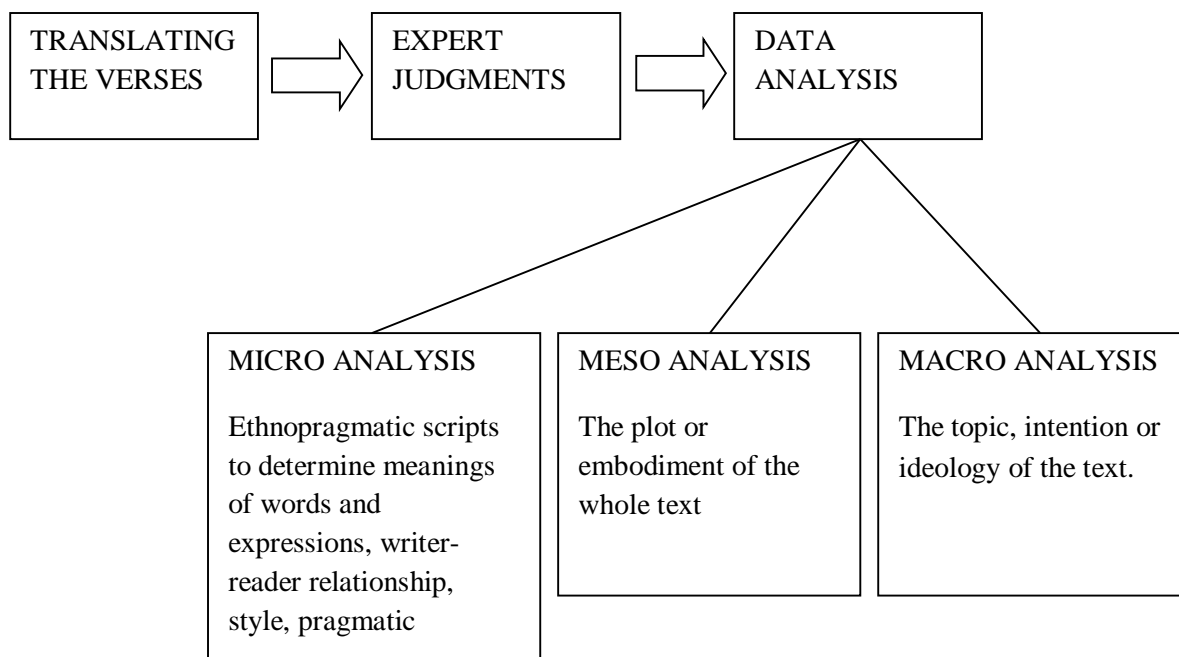 TRANSLATING
THE VERSES
EXPERT
JUDGMENTS
DATA
ANALYSIS
MICRO ANALYSIS
Ethnopragmatic scripts
to determine meanings
of words and
expressions, writer-
reader relationship,
style, pragmatic
MESO ANALYSIS
The plot or
embodiment of the
whole text
MACRO ANALYSIS
The topic, intention or
ideology of the text.